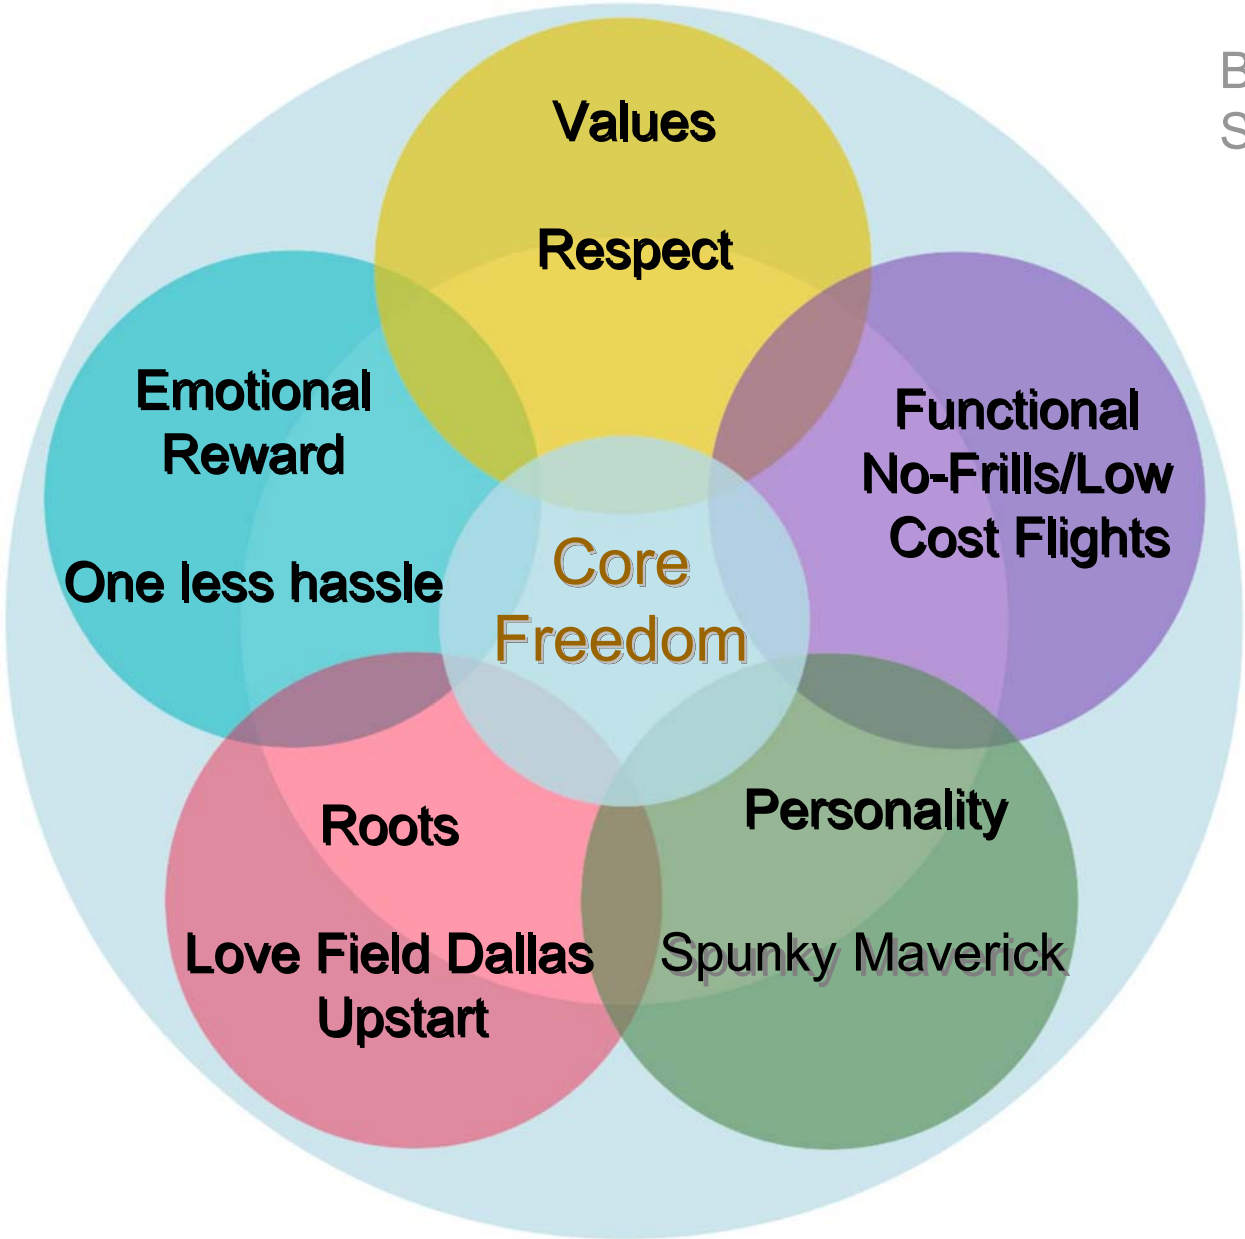 Values
Respect
Emotional
Reward
One less hassle
Functional
No-Frills/Low
Cost Flights
Core
Freedom
Roots
Love Field Dallas
Upstart
Personality
Spunky Maverick